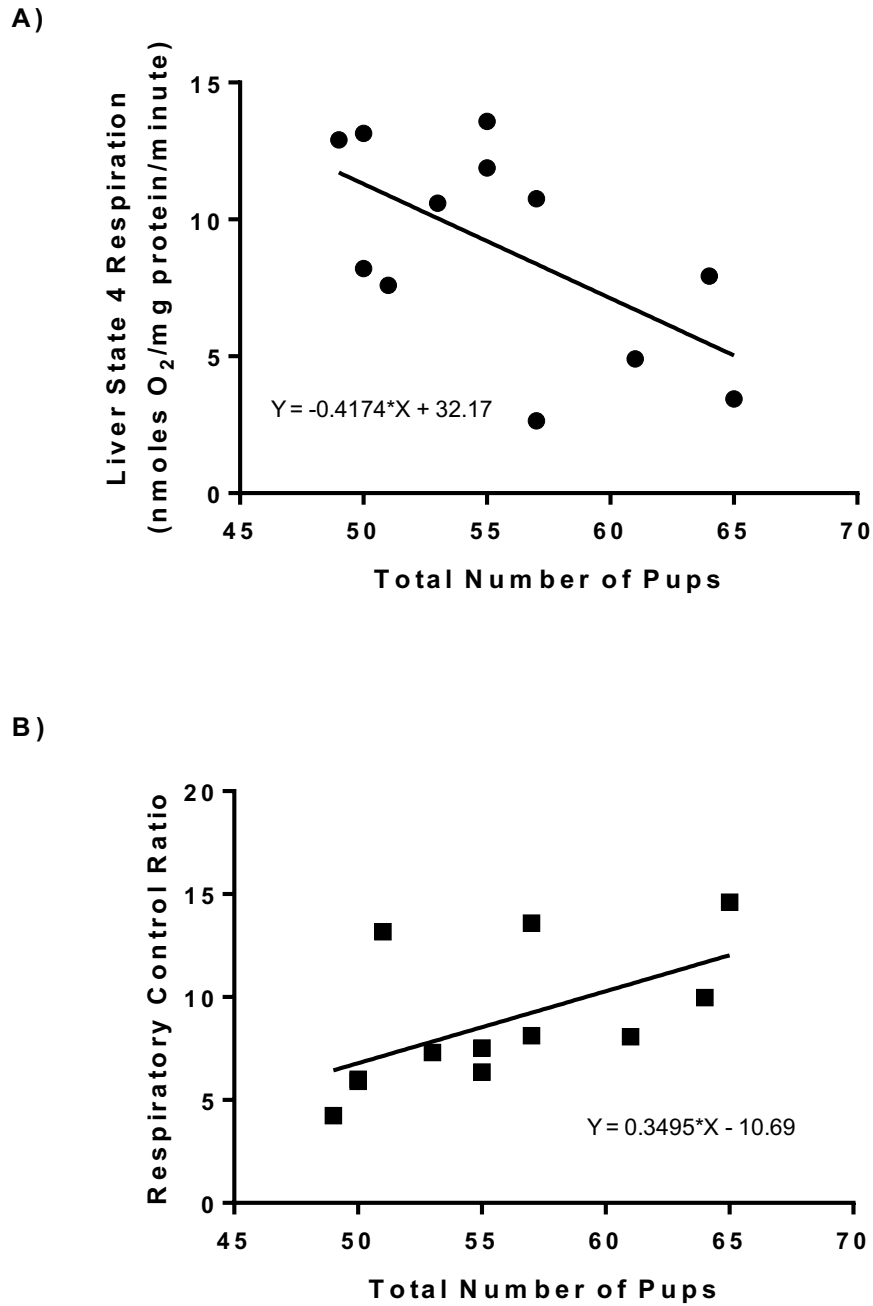 A)
Liver State 4 Respiration
(nmoles O₂/mg protein/minute)
15
10
5
0
Y = -0.4174*X + 32.17
45 50 55 60 65 70
Total Number of Pups
B)
Respiratory Control Ratio
20
15
10
5
0
Y = 0.3495*X - 10.69
45 50 55 60 65 70
Total Number of Pups